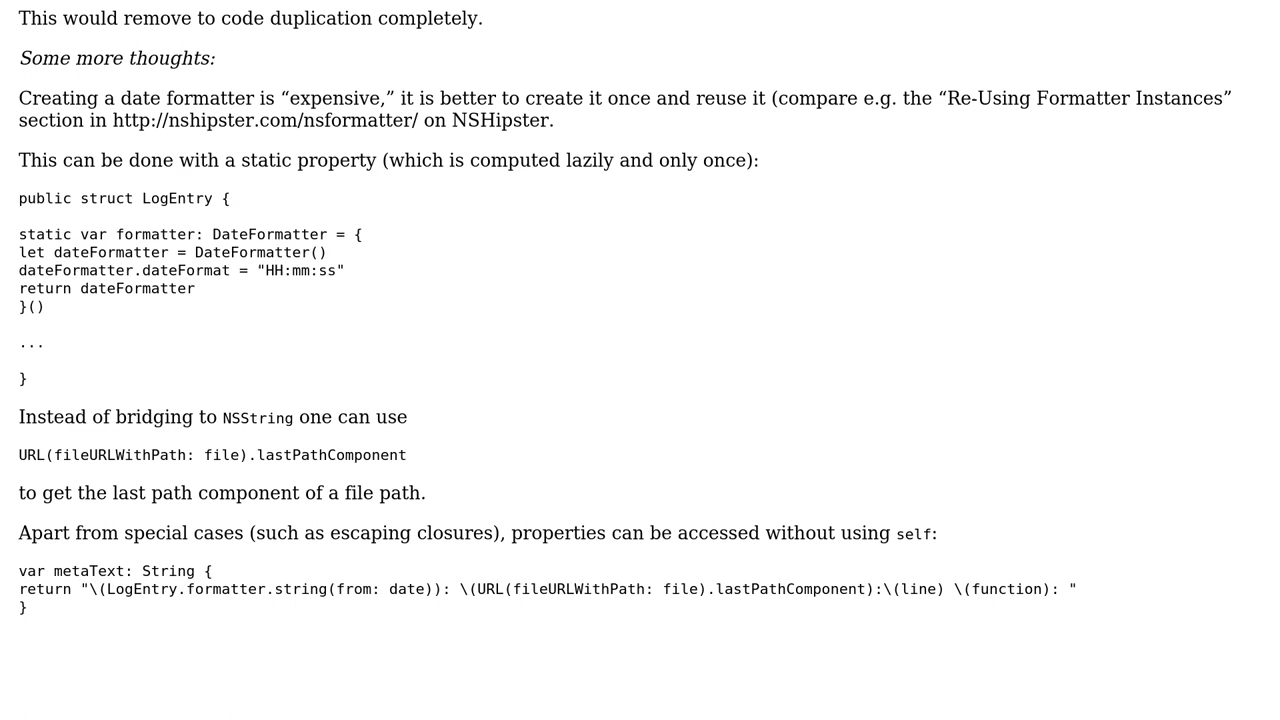 This would remove to code duplication completely.
Some more thoughts:
Creating a date formatter is “expensive,” it is better to create it once and reuse it (compare e.g. the “Re-Using Formatter Instances”
section in http://nshipster.com/nsformatter/ on NSHipster.
This can be done with a static property (which is computed lazily and only once):
public struct LogEntry {
static var formatter: DateFormatter = {
let dateFormatter = DateFormatter()
dateFormatter.dateFormat = "HH:mm:ss"
return dateFormatter
}()
...
}
Instead of bridging to NSString one can use
URL(fileURLWithPath: file).lastPathComponent
to get the last path component of a file path.
Apart from special cases (such as escaping closures), properties can be accessed without using self:
var metaText: String {
return "\(LogEntry.formatter.string(from: date)): \(URL(fileURLWithPath: file).lastPathComponent):\(line) \(function): "
}